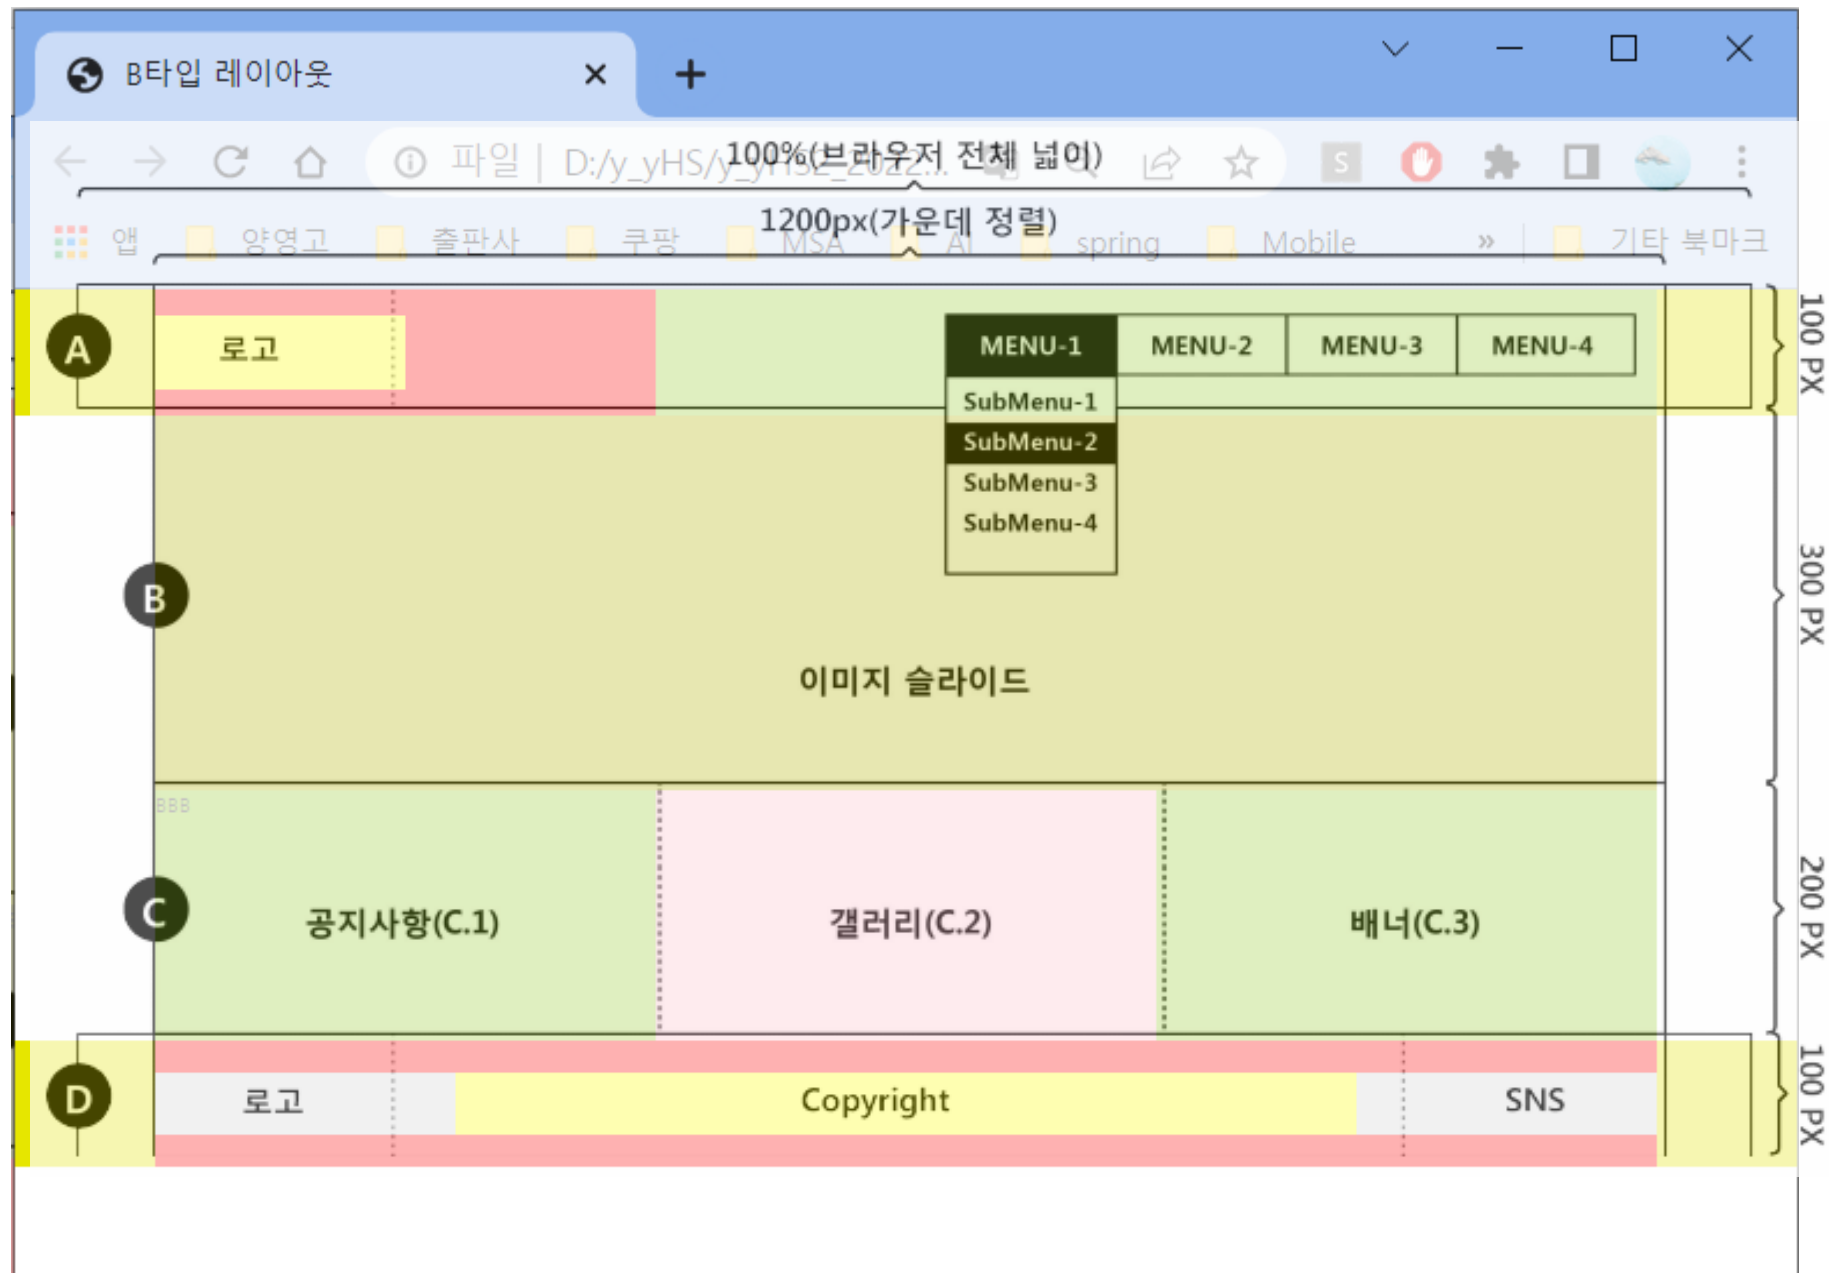 B타입 레이아웃
파일 | D:/y_yHS/y_yHSE_2022...
100%(브라우저 전체 넓이)
S
1200px(가운데 정렬)
앱 양영고 출판사 쿠팡 MSA AI spring Mobile » 기타 북마크
A
로고
MENU-1 MENU-2 MENU-3 MENU-4
100 PX
SubMenu-1
SubMenu-2
SubMenu-3
SubMenu-4
B
300 PX
이미지 슬라이드
BBB
C
공지사항(C.1) 갤러리(C.2) 배너(C.3)
200 PX
D
로고 Copyright SNS
100 PX